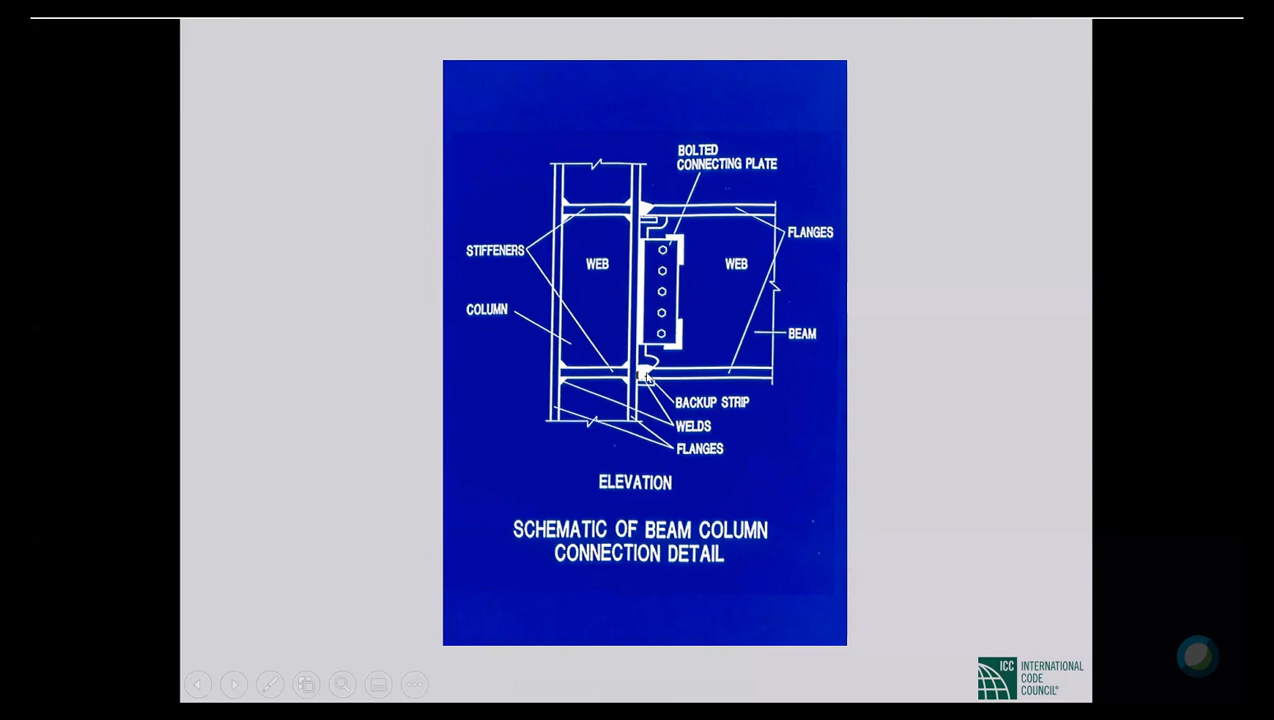 BOLTED
CONNECTING PLATE
FLANGES
STIFFENERS
WEB
WEB
COLUMN
BEAM
BACKUP STRIP
WELDS
FLANGES
ELEVATION
SCHEMATIC OF BEAM COLUMN
CONNECTION DETAIL
ICC
INTERNATIONAL
CODE
COUNCIL®